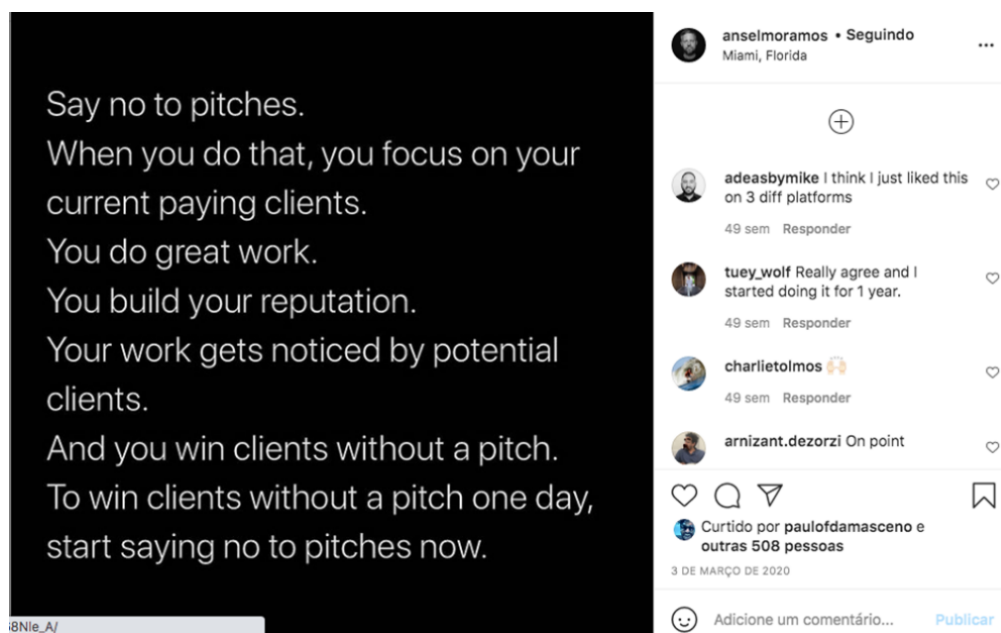 Say no to pitches.
When you do that, you focus on your
current paying clients.
You do great work.
You build your reputation.
Your work gets noticed by potential
clients.
And you win clients without a pitch.
To win clients without a pitch one day,
start saying no to pitches now.
8Nle_A/
anselmoramos • Seguindo
Miami, Florida
adeasbymike I think I just liked this
on 3 diff platforms
49 sem Responder
tuey_wolf Really agree and I
started doing it for 1 year.
49 sem Responder
charlietolmos 🙌🏻
49 sem Responder
arnizant.dezorzi On point
Curtido por paulofdamasceno e
outras 508 pessoas
3 DE MARÇO DE 2020
Adicione um comentário... Publicar